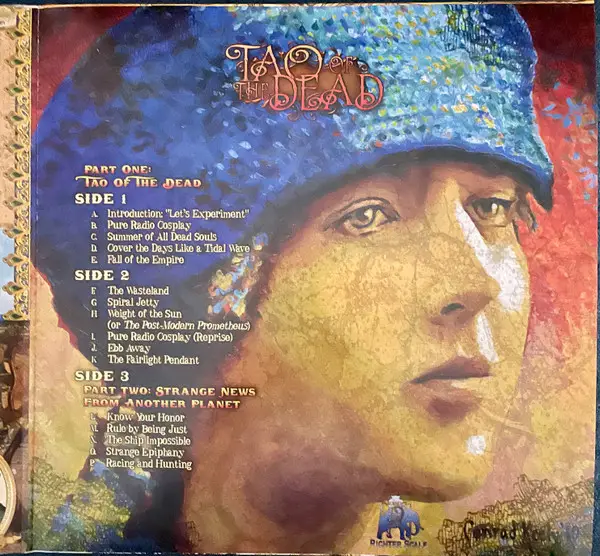 TAO OF
THE DEAD
PART ONE:
TAO OF THE DEAD
SIDE 1
A. Introduction: "Let's Experiment"
B. Pure Radio Cosplay
C. Summer of All Dead Souls
D. Cover the Days Like a Tidal Wave
E. Fall of the Empire
SIDE 2
F The Wasteland
G Spiral Jetty
H Weight of the Sun
(or The Post-Modern Prometheus)
I. Pure Radio Cosplay (Reprise)
J. Ebb Away
K The Fairlight Pendant
SIDE 3
PART TWO: STRANGE NEWS
FROM ANOTHER PLANET
L. Know Your Honor
M. Rule by Being Just
N. The Ship Impossible
O. Strange Epiphany
P. Racing and Hunting
RICHTER SCALE
Conrad